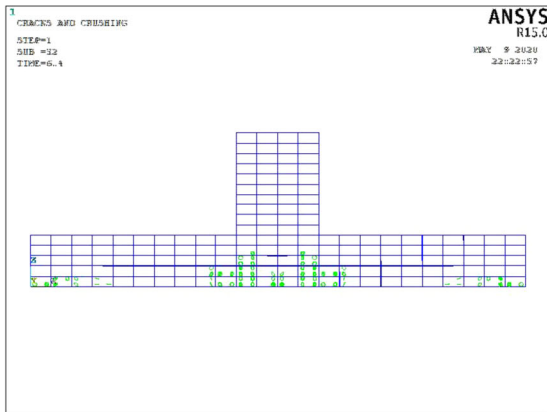 1
CRACKS AND CRUSHING
STEP=1
SUB =32
TIME=6.4
ANSYS
R15.0
MAY 9 2020
22:22:57